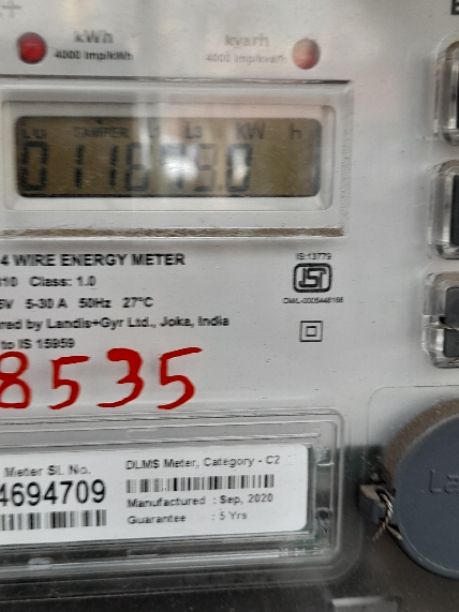 kWh
4000 imp/kWh
kvarh
4000 imp/kvarh
TAMPER L3 KW h
4 WIRE ENERGY METER
Class: 1.0
5-30 A 50Hz 27°C
by Landis+Gyr Ltd., Joka, India
to IS 15959
IS:13779
ISI
8535
Meter Sl. No.
4694709
DLMS Meter, Category - C2
Manufactured : Sep, 2020
Guarantee : 5 Yrs